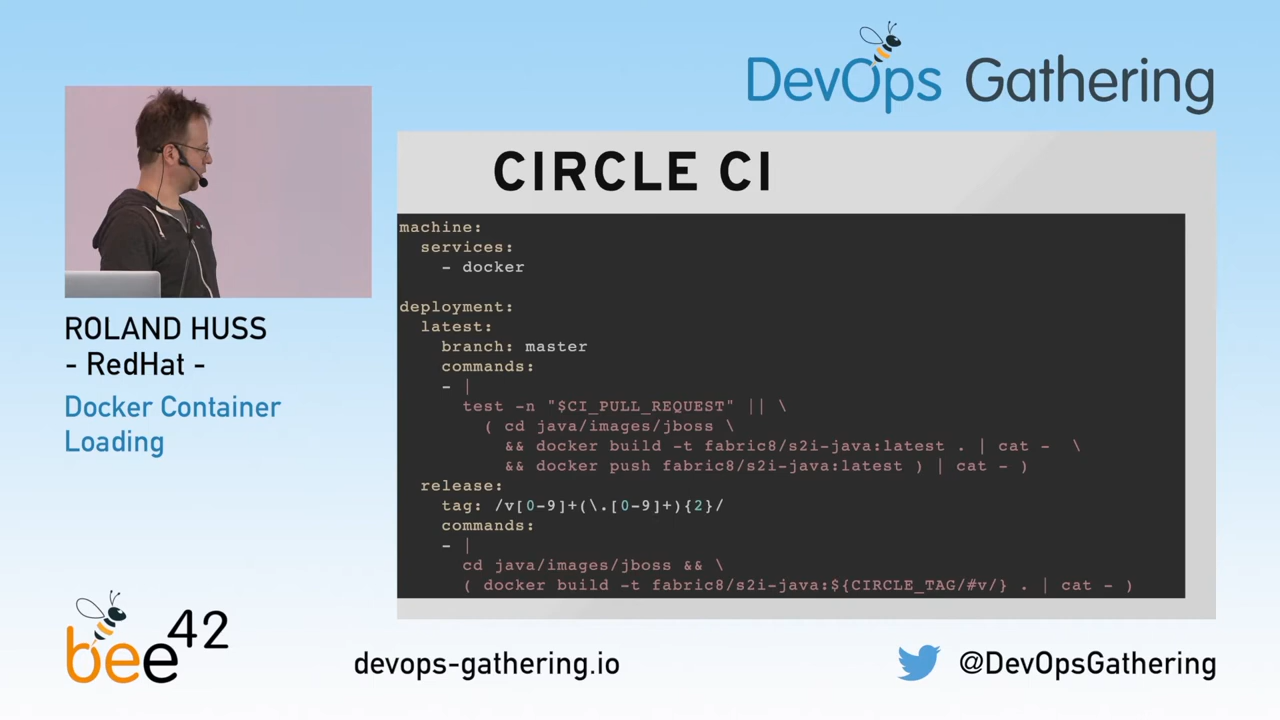 DevOps Gathering
CIRCLE CI
machine:
  services:
    - docker
deployment:
  latest:
    branch: master
    commands:
    - |
      test -n "$CI_PULL_REQUEST" || \
        ( cd java/images/jboss \
          && docker build -t fabric8/s2i-java:latest . | cat -  \
          && docker push fabric8/s2i-java:latest ) | cat - )
  release:
    tag: /v[0-9]+(\.[0-9]+){2}/
    commands:
    - |
      cd java/images/jboss && \
      ( docker build -t fabric8/s2i-java:${CIRCLE_TAG/#v/} . | cat - )
ROLAND HUSS
- RedHat -
Docker Container
Loading
bee42
devops-gathering.io
@DevOpsGathering